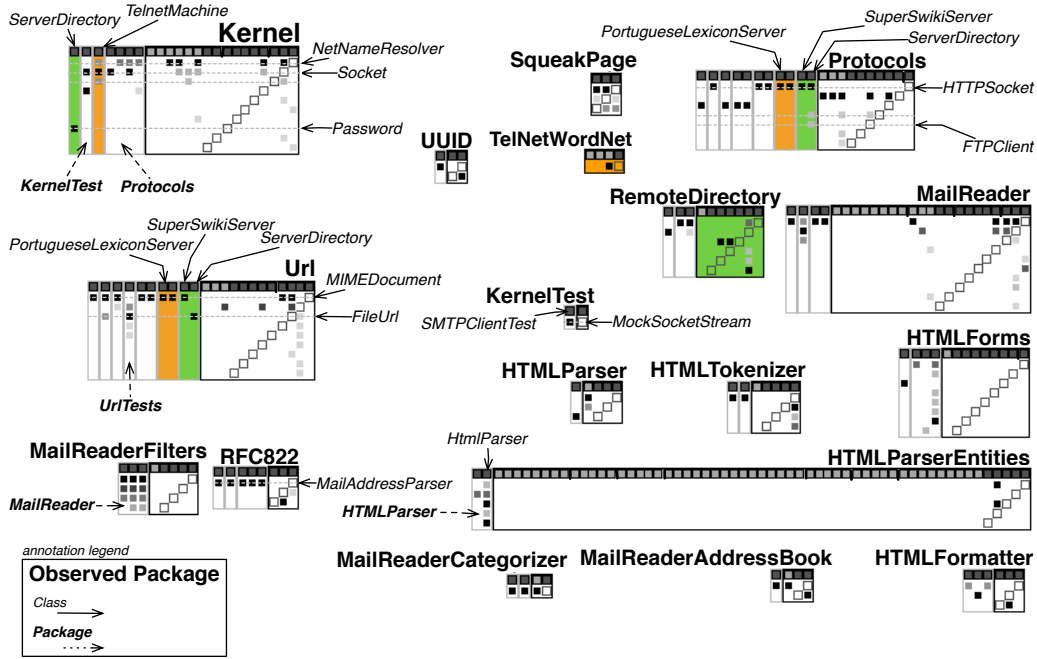 ServerDirectory
TelnetMachine
Kernel
NetNameResolver
Socket
Password
KernelTest
Protocols
SqueakPage
UUID
TelNetWordNet
PortugueseLexiconServer
SuperSwikiServer
ServerDirectory
Protocols
HTTPSocket
FTPClient
RemoteDirectory
MailReader
SuperSwikiServer
PortugueseLexiconServer
ServerDirectory
Url
MIMEDocument
FileUrl
UrlTests
KernelTest
SMTPClientTest
MockSocketStream
HTMLForms
HTMLParser
HTMLTokenizer
MailReaderFilters
RFC822
MailReader
MailAddressParser
HtmlParser
HTMLParserEntities
HTMLParser
MailReaderCategorizer
MailReaderAddressBook
HTMLFormatter
annotation legend
Observed Package
Class
Package